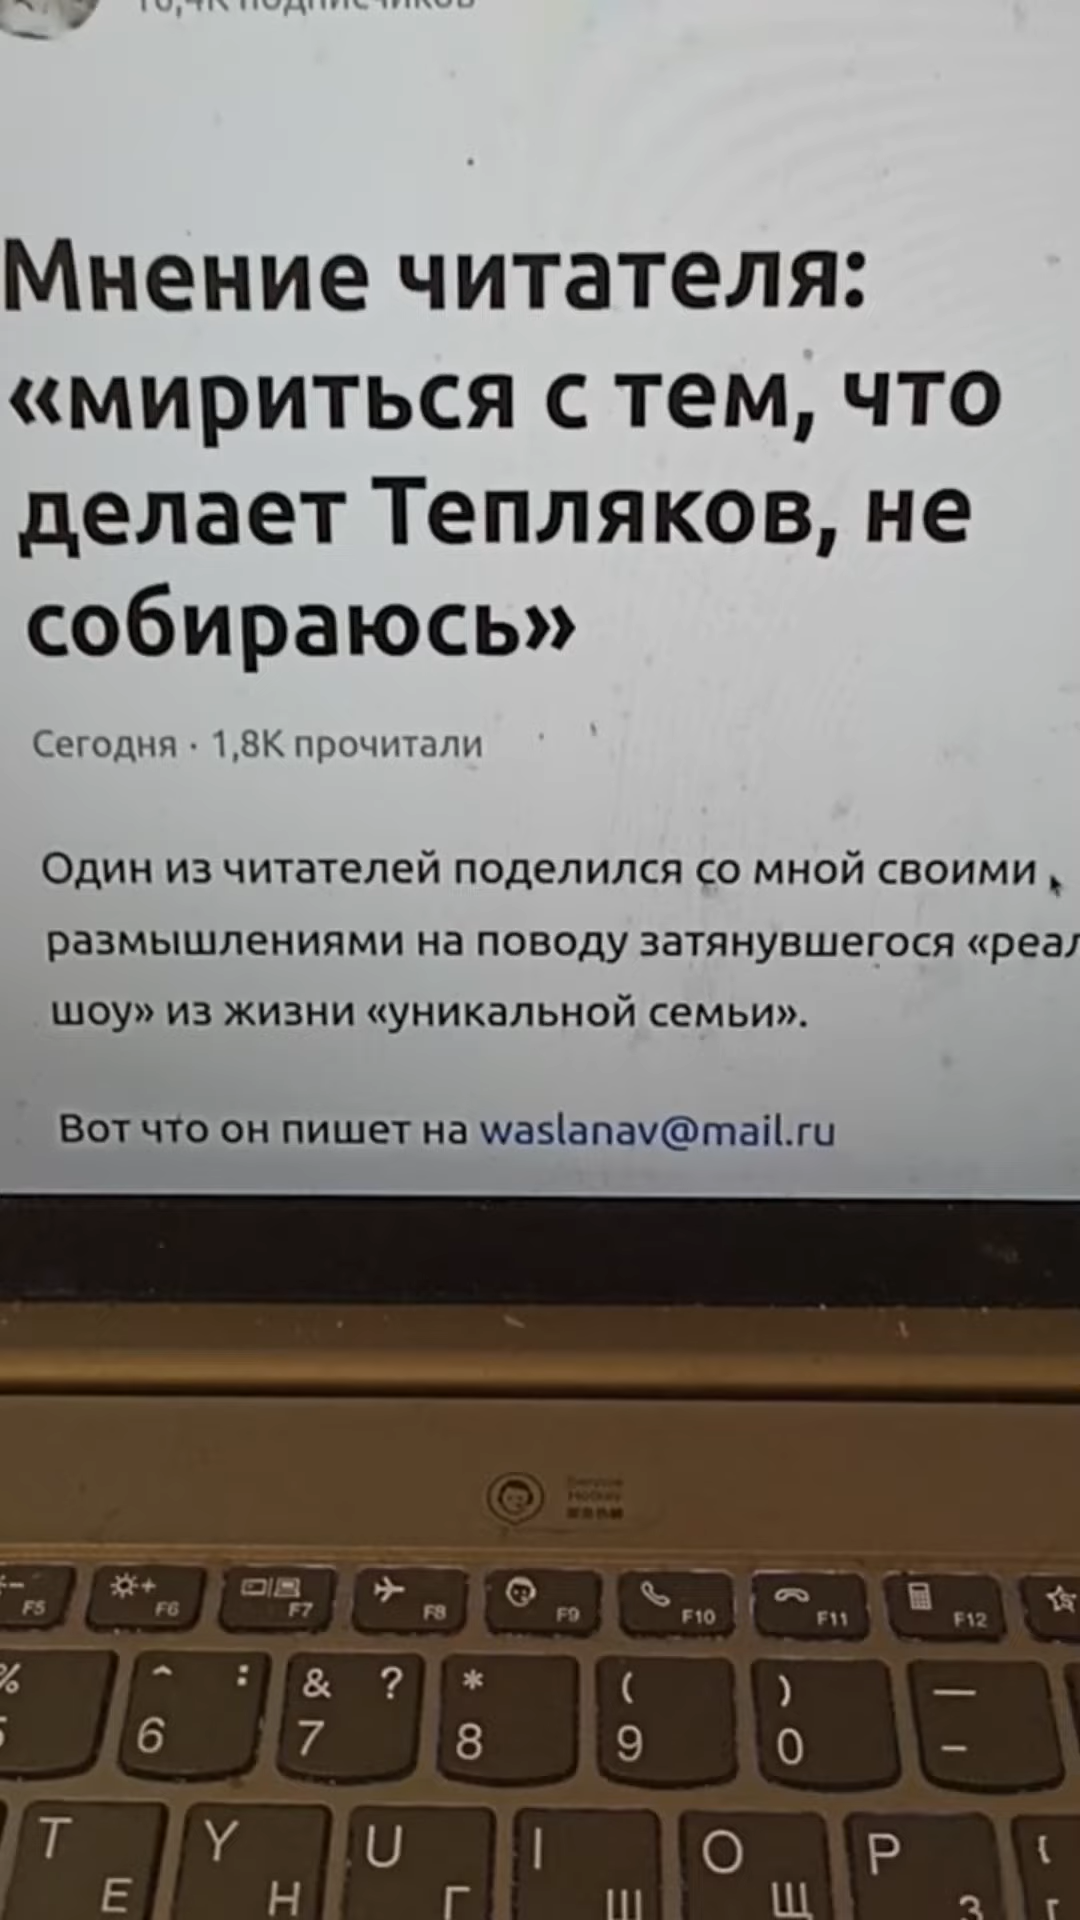 Мнение читателя:
«мириться с тем, что
делает Тепляков, не
собираюсь»
Сегодня · 1,8K прочитали
Один из читателей поделился со мной своими
размышлениями на поводу затянувшегося «реал
шоу» из жизни «уникальной семьи».
Вот что он пишет на waslanav@mail.ru
F5 F6 F7 F8 F9 F10 F11 F12
% ^ : & ? * ( ) —
6 7 8 9 0 -
T Y U I O P {
Е Н Г Ш Щ З